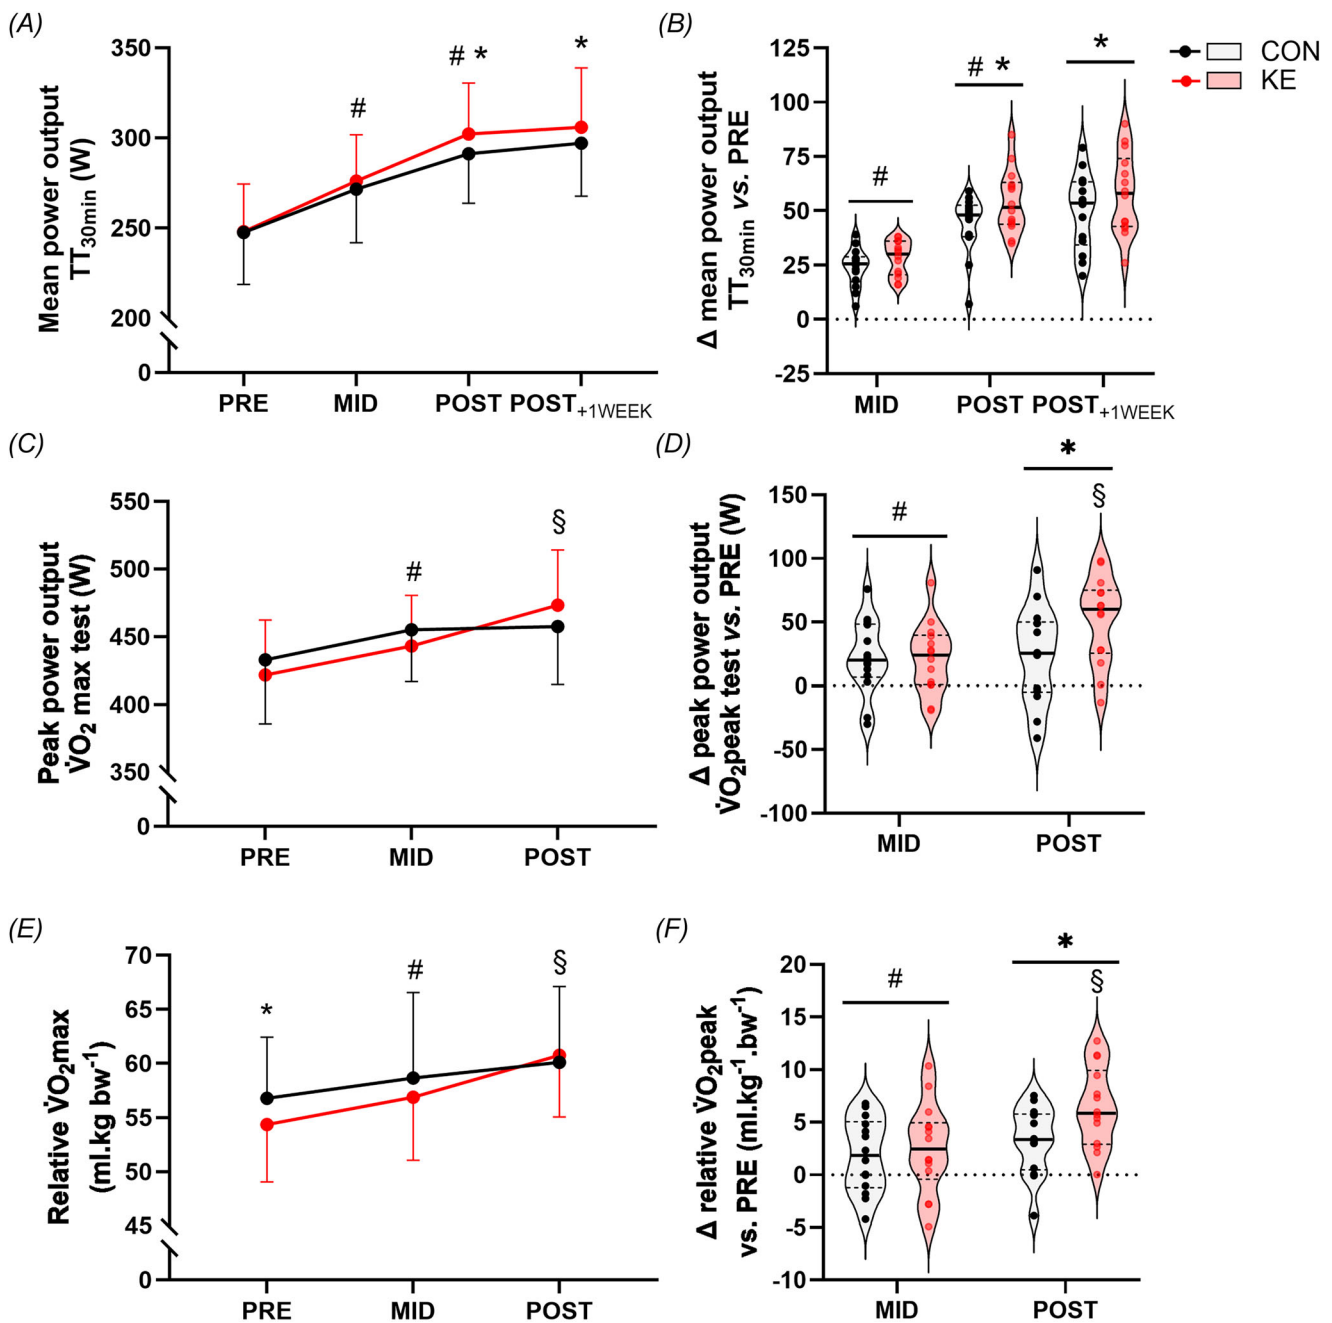 (A)
Mean power output
TT30min (W)
350
300
250
200
0
# 
# *
*
PRE MID POST POST+1WEEK
(B)
Δ mean power output
TT30min vs. PRE
125
100
75
50
25
0
-25
#
# *
*
MID POST POST+1WEEK
CON
KE
(C)
Peak power output
V̇O2 max test (W)
550
500
450
400
350
0
#
§
PRE MID POST
(D)
Δ peak power output
V̇O2peak test vs. PRE (W)
150
100
50
0
-50
-100
#
*
§
MID POST
(E)
Relative V̇O2max
(ml.kg bw-1)
70
65
60
55
50
45
0
*
#
§
PRE MID POST
(F)
Δ relative V̇O2peak
vs. PRE (ml.kg-1.bw-1)
20
15
10
5
0
-5
-10
#
*
§
MID POST